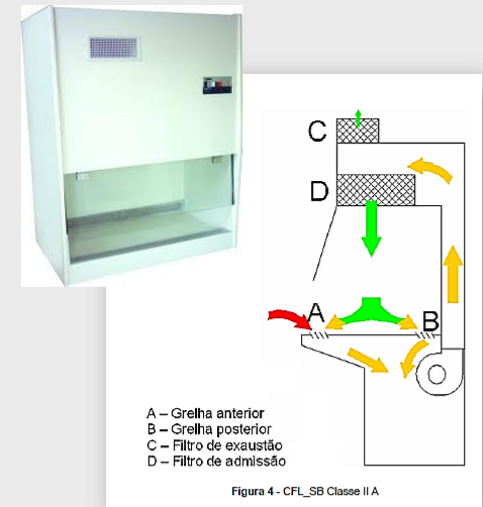 C
D
A
B
A – Grelha anterior
B – Grelha posterior
C – Filtro de exaustão
D – Filtro de admissão
Figura 4 - CFL_SB Classe II A